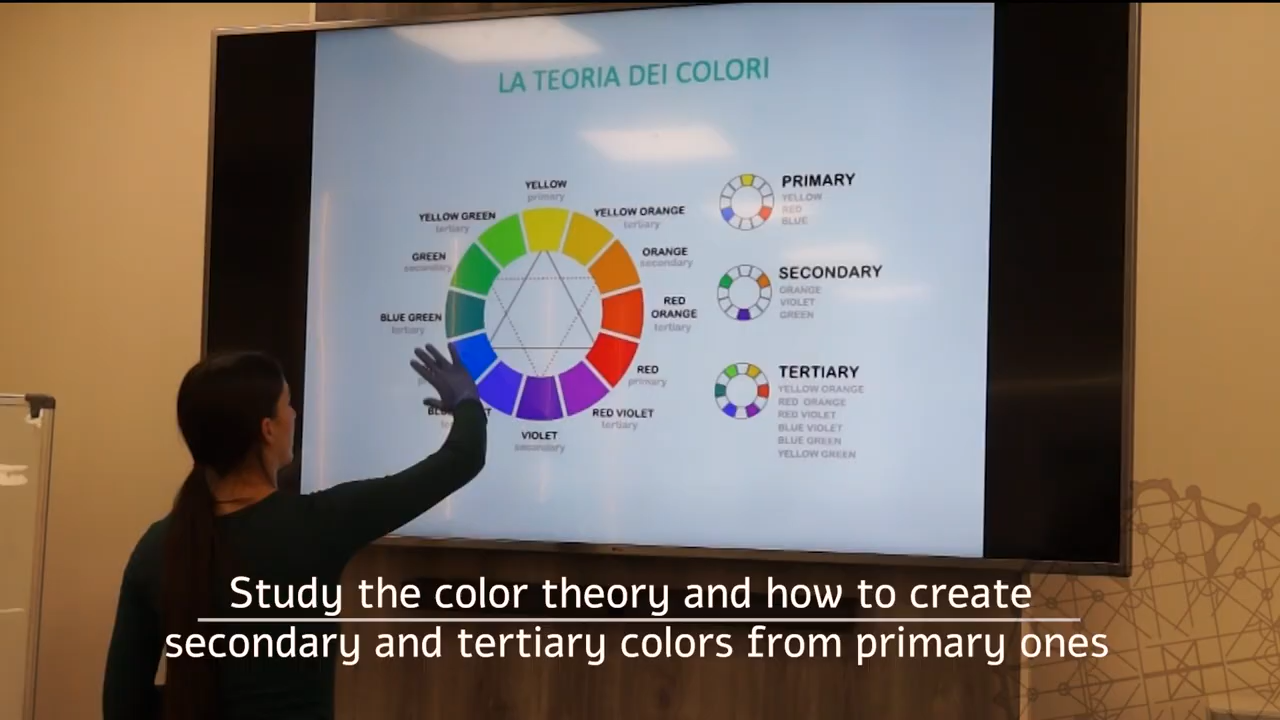 LA TEORIA DEI COLORI
YELLOW
primary
YELLOW GREEN
tertiary
YELLOW ORANGE
tertiary
GREEN
secondary
ORANGE
secondary
BLUE GREEN
tertiary
RED
ORANGE
tertiary
RED
primary
RED VIOLET
tertiary
VIOLET
secondary
PRIMARY
YELLOW
RED
BLUE
SECONDARY
ORANGE
VIOLET
GREEN
TERTIARY
YELLOW ORANGE
RED ORANGE
RED VIOLET
BLUE VIOLET
BLUE GREEN
YELLOW GREEN
Study the color theory and how to create
secondary and tertiary colors from primary ones